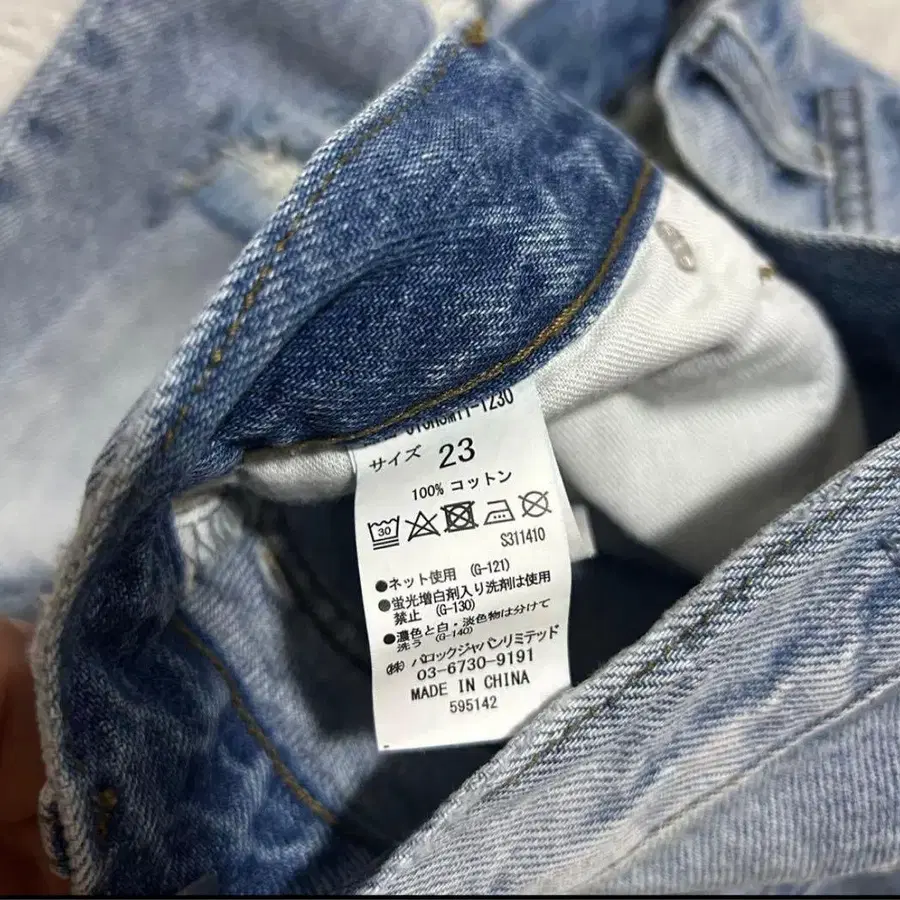 サイズ 23
100% コットン
30
S311410
●ネット使用 (G-121)
●蛍光増白剤入り洗剤は使用
禁止 (G-130)
●濃色と白・淡色物は分けて
洗う (G-140)
(株) バロックジャパンリミテッド
03-6730-9191
MADE IN CHINA
595142